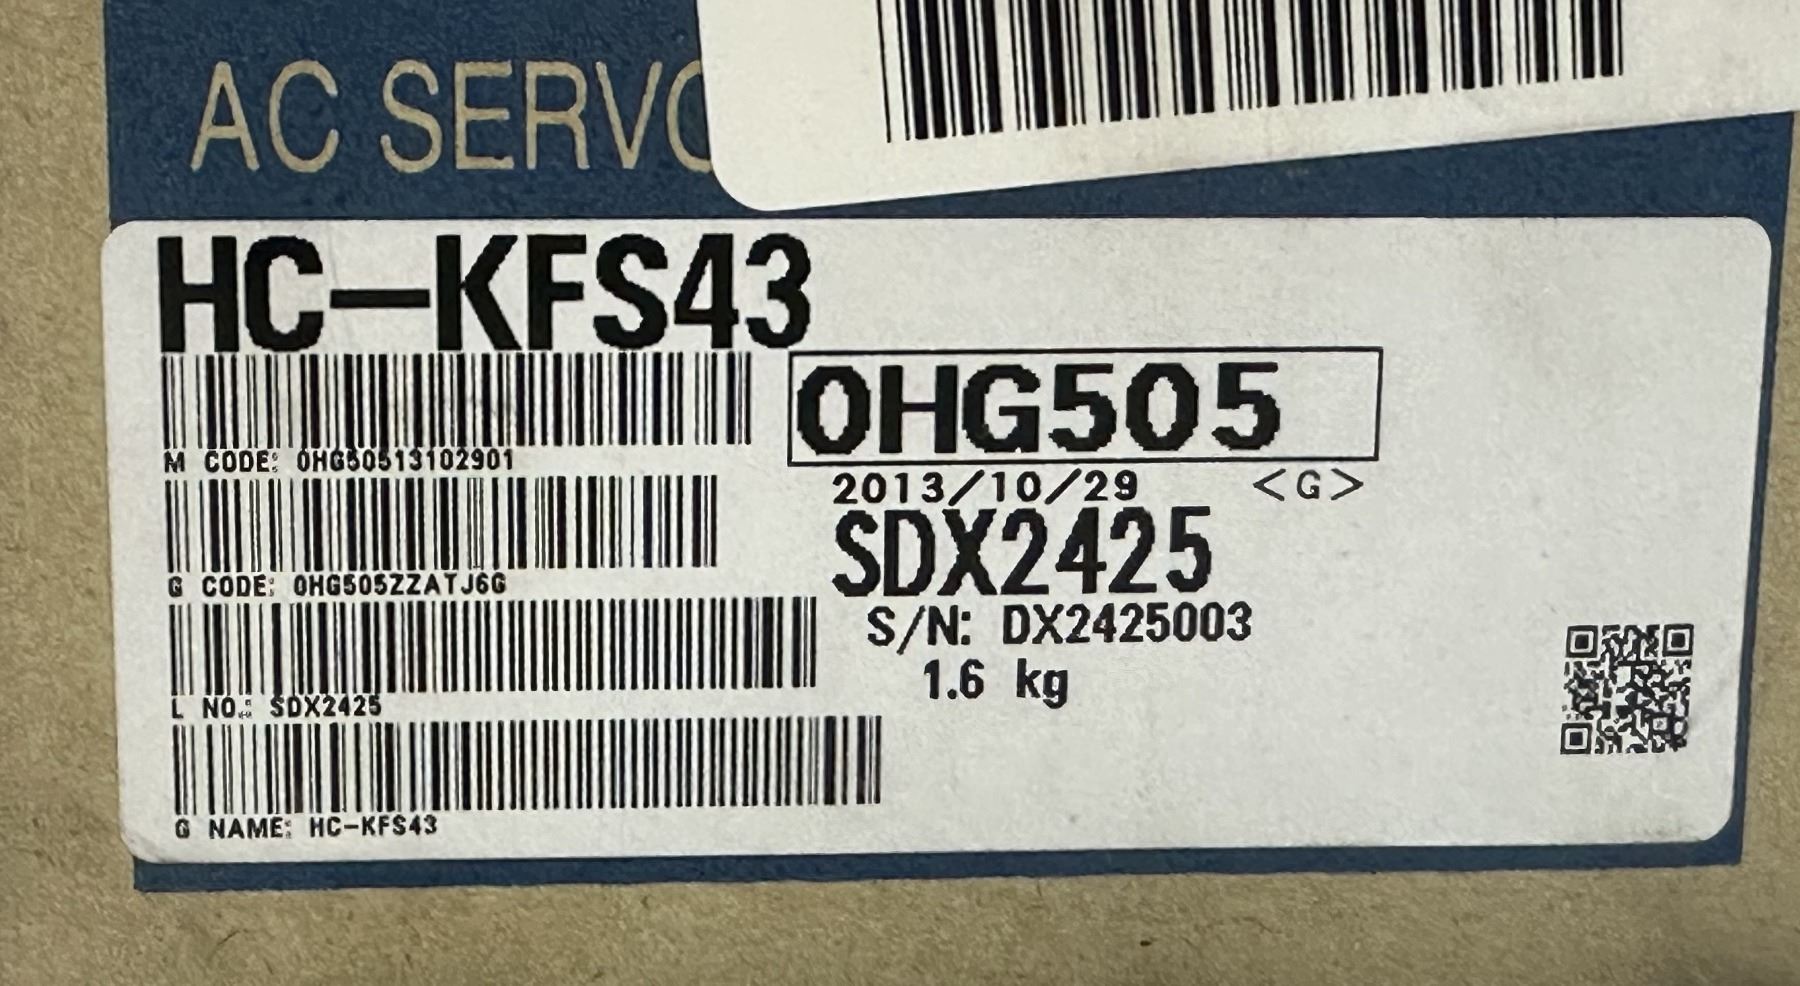 AC SERVO
HC-KFS43
0HG505
M CODE: 0HG50513102901
2013/10/29 <G>
SDX2425
G CODE: 0HG505ZZATJ6G
S/N: DX2425003
1.6 kg
L NO.: SDX2425
G NAME: HC-KFS43